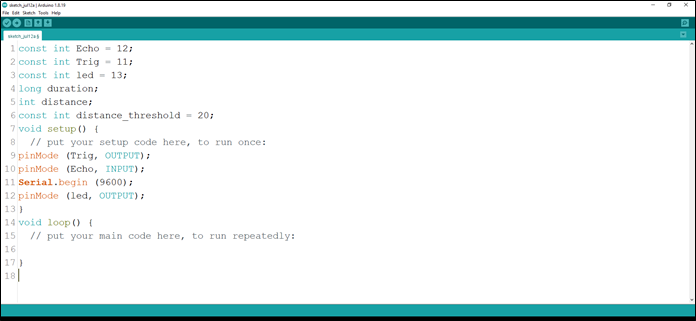 sketch_jul12a | Arduino 1.8.19
File Edit Sketch Tools Help
sketch_jul12a §
1 const int Echo = 12;
2 const int Trig = 11;
3 const int led = 13;
4 long duration;
5 int distance;
6 const int distance_threshold = 20;
7 void setup() {
8 // put your setup code here, to run once:
9 pinMode (Trig, OUTPUT);
10 pinMode (Echo, INPUT);
11 Serial.begin (9600);
12 pinMode (led, OUTPUT);
13 }
14 void loop() {
15 // put your main code here, to run repeatedly:
16
17 }
18